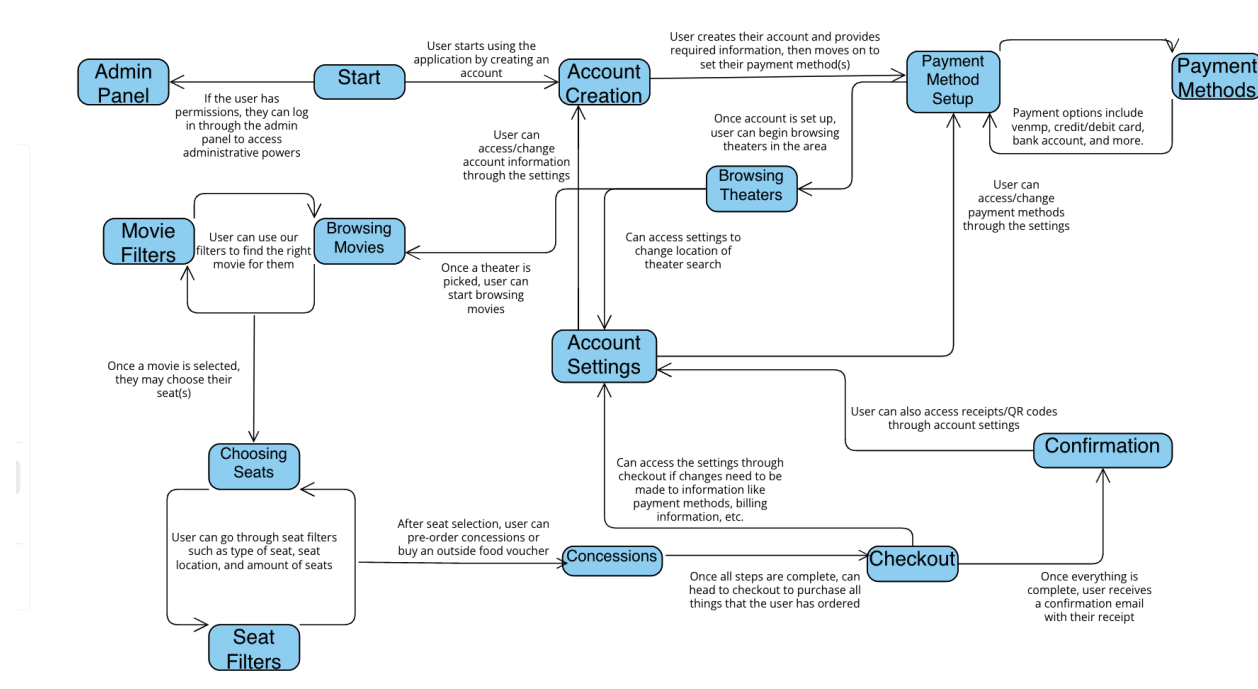 User creates their account and provides
required information, then moves on to
set their payment method(s)
User starts using the
application by creating an
account
Admin
Panel
Start
Account
Creation
Payment
Method
Setup
Payment
Methods
If the user has
permissions, they can log
in through the admin
panel to access
administrative powers
User can
access/change
account information
through the settings
Once account is set up,
user can begin browsing
theaters in the area
Payment options include
venmp, credit/debit card,
bank account, and more.
Browsing
Theaters
User can
access/change
payment methods
through the settings
Movie
Filters
User can use our
filters to find the right
movie for them
Browsing
Movies
Can access settings to
change location of
theater search
Once a theater is
picked, user can
start browsing
movies
Account
Settings
Once a movie is selected,
they may choose their
seat(s)
User can also access receipts/QR codes
through account settings
Confirmation
Choosing
Seats
Can access the settings through
checkout if changes need to be
made to information like
payment methods, billing
information, etc.
User can go through seat filters
such as type of seat, seat
location, and amount of seats
After seat selection, user can
pre-order concessions or
buy an outside food voucher
Concessions
Checkout
Once all steps are complete, can
head to checkout to purchase all
things that the user has ordered
Once everything is
complete, user receives
a confirmation email
with their receipt
Seat
Filters